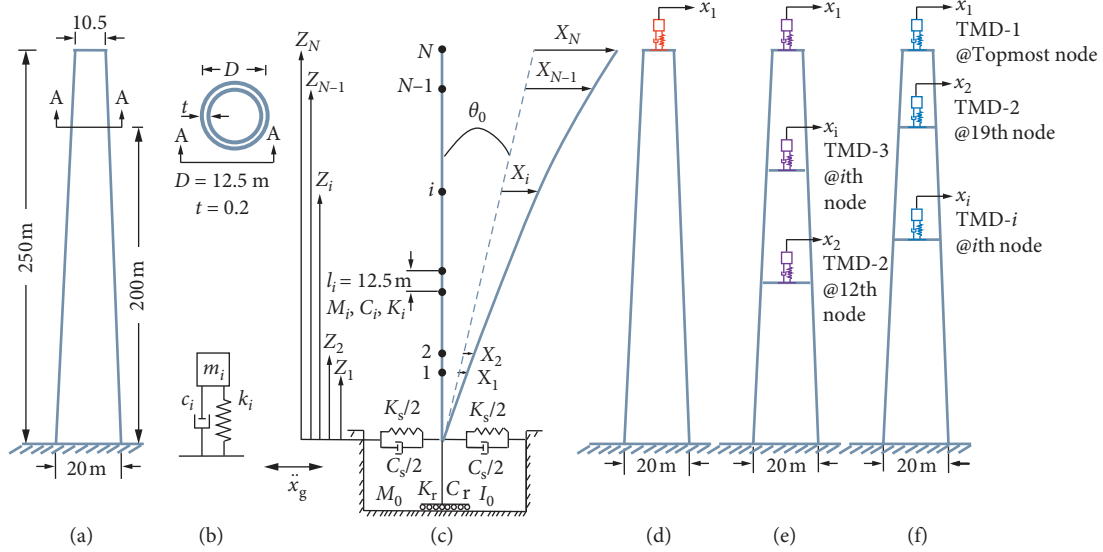 10.5
A
A
250 m
200 m
20 m
(a)
D
t
A
A
D = 12.5 m
t = 0.2
m_i
c_i
k_i
(b)
Z_N
Z_{N−1}
Z_i
Z_2
Z_1
ẍ_g
N
N−1
i
l_i = 12.5 m
M_i, C_i, K_i
2
1
θ_0
X_N
X_{N−1}
X_i
X_2
X_1
K_s/2
K_s/2
C_s/2
C_s/2
M_0
K_r
C_r
I_0
(c)
x_1
20 m
(d)
x_1
x_i
TMD-3
@ith
node
x_2
TMD-2
@12th
node
20 m
(e)
x_1
TMD-1
@Topmost node
x_2
TMD-2
@19th node
x_i
TMD-i
@ith node
20 m
(f)